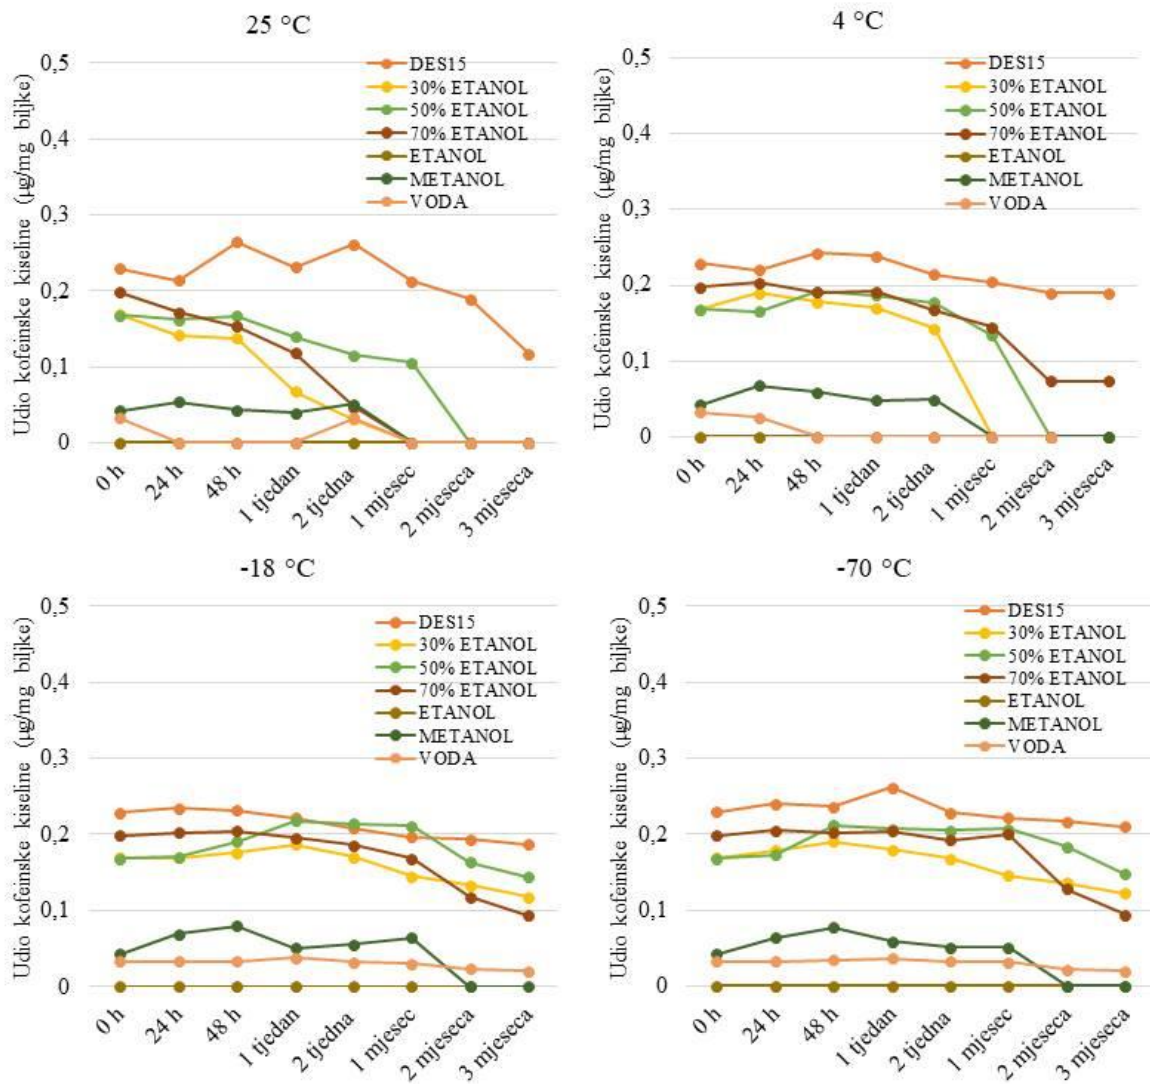 25 °C
Udio kofeinske kiseline (µg/mg biljke)
0,5
0,4
0,3
0,2
0,1
0
DES15
30% ETANOL
50% ETANOL
70% ETANOL
ETANOL
METANOL
VODA
0 h
24 h
48 h
1 tjedan
2 tjedna
1 mjesec
2 mjeseca
3 mjeseca
4 °C
Udio kofeinske kiseline (µg/mg biljke)
0,5
0,4
0,3
0,2
0,1
0
DES15
30% ETANOL
50% ETANOL
70% ETANOL
ETANOL
METANOL
VODA
0 h
24 h
48 h
1 tjedan
2 tjedna
1 mjesec
2 mjeseca
3 mjeseca
-18 °C
Udio kofeinske kiseline (µg/mg biljke)
0,5
0,4
0,3
0,2
0,1
0
DES15
30% ETANOL
50% ETANOL
70% ETANOL
ETANOL
METANOL
VODA
0 h
24 h
48 h
1 tjedan
2 tjedna
1 mjesec
2 mjeseca
3 mjeseca
-70 °C
Udio kofeinske kiseline (µg/mg biljke)
0,5
0,4
0,3
0,2
0,1
0
DES15
30% ETANOL
50% ETANOL
70% ETANOL
ETANOL
METANOL
VODA
0 h
24 h
48 h
1 tjedan
2 tjedna
1 mjesec
2 mjeseca
3 mjeseca